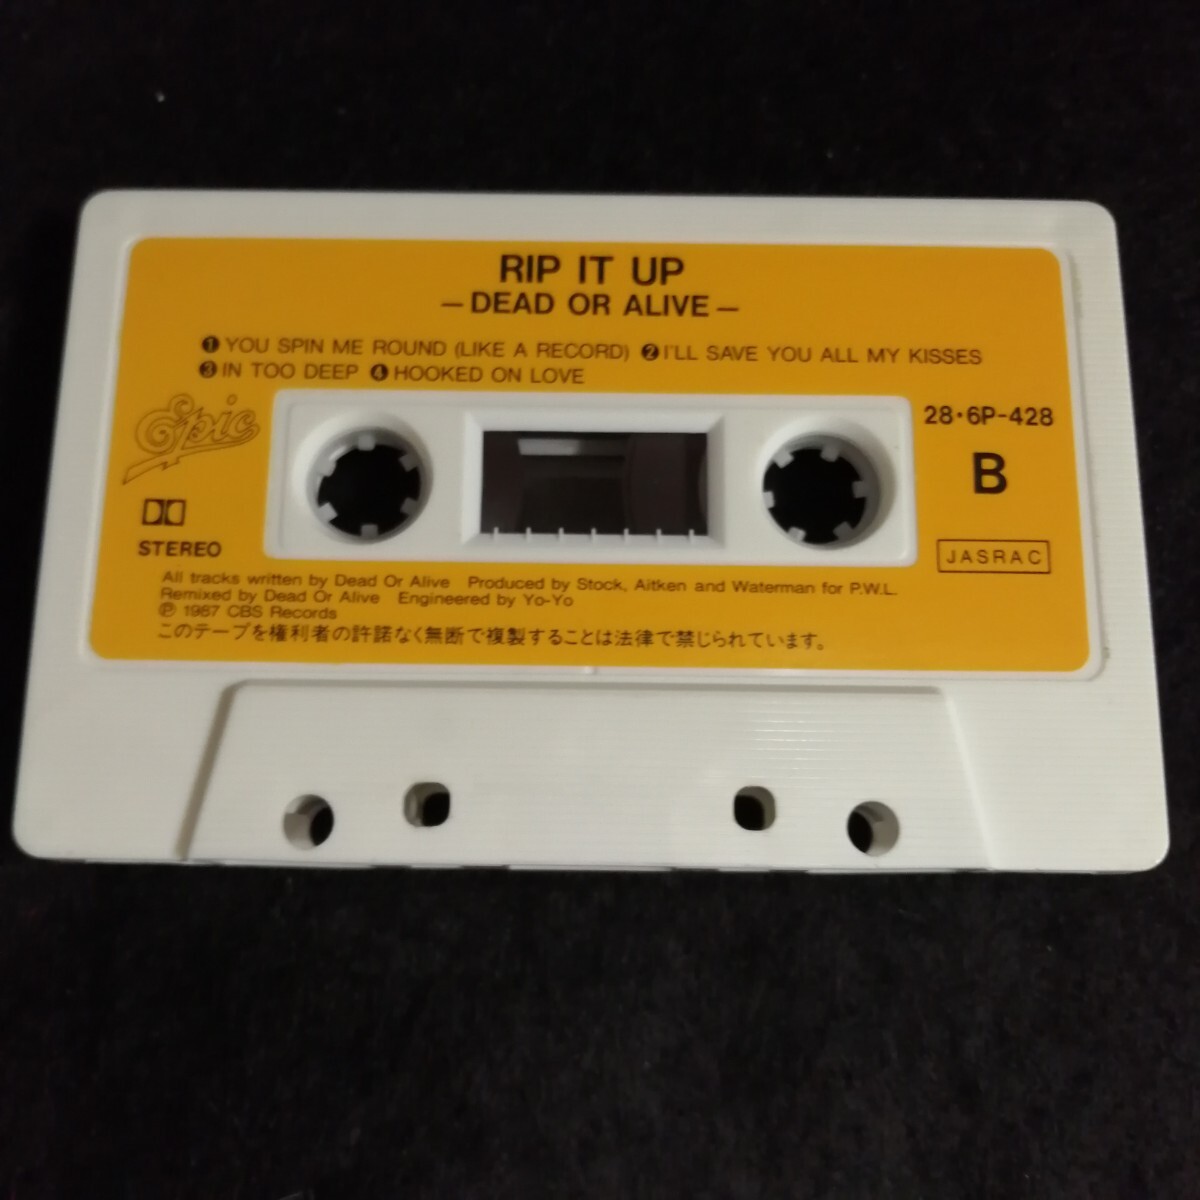 RIP IT UP
—DEAD OR ALIVE—
❶YOU SPIN ME ROUND (LIKE A RECORD) ❷I'LL SAVE YOU ALL MY KISSES
❸IN TOO DEEP ❹HOOKED ON LOVE
Epic
28・6P-428
B
STEREO
JASRAC
All tracks written by Dead Or Alive Produced by Stock, Aitken and Waterman for P.W.L.
Remixed by Dead Or Alive Engineered by Yo-Yo
℗ 1987 CBS Records
このテープを権利者の許諾なく無断で複製することは法律で禁じられています。